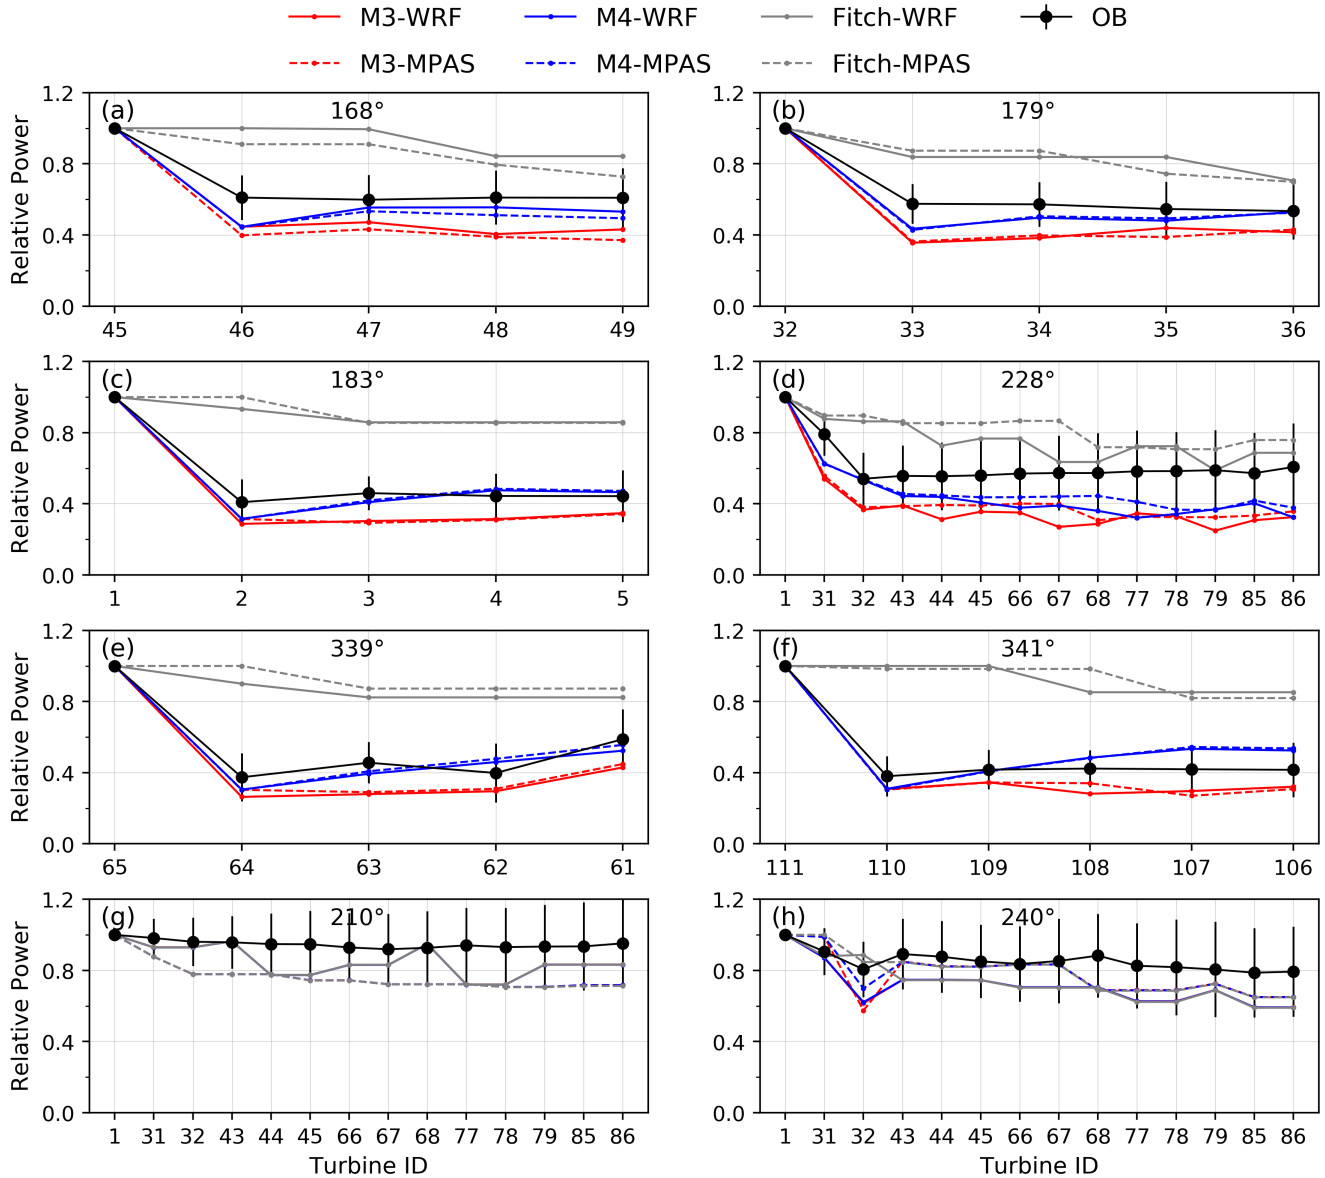 M3-WRF M4-WRF Fitch-WRF OB
M3-MPAS M4-MPAS Fitch-MPAS
(a) 168°
Relative Power
1.2
0.8
0.4
0.0
45 46 47 48 49
(b) 179°
1.2
0.8
0.4
0.0
32 33 34 35 36
(c) 183°
Relative Power
1.2
0.8
0.4
0.0
1 2 3 4 5
(d) 228°
1.2
0.8
0.4
0.0
1 31 32 43 44 45 66 67 68 77 78 79 85 86
(e) 339°
Relative Power
1.2
0.8
0.4
0.0
65 64 63 62 61
(f) 341°
1.2
0.8
0.4
0.0
111 110 109 108 107 106
(g) 210°
Relative Power
1.2
0.8
0.4
0.0
1 31 32 43 44 45 66 67 68 77 78 79 85 86
Turbine ID
(h) 240°
1.2
0.8
0.4
0.0
1 31 32 43 44 45 66 67 68 77 78 79 85 86
Turbine ID